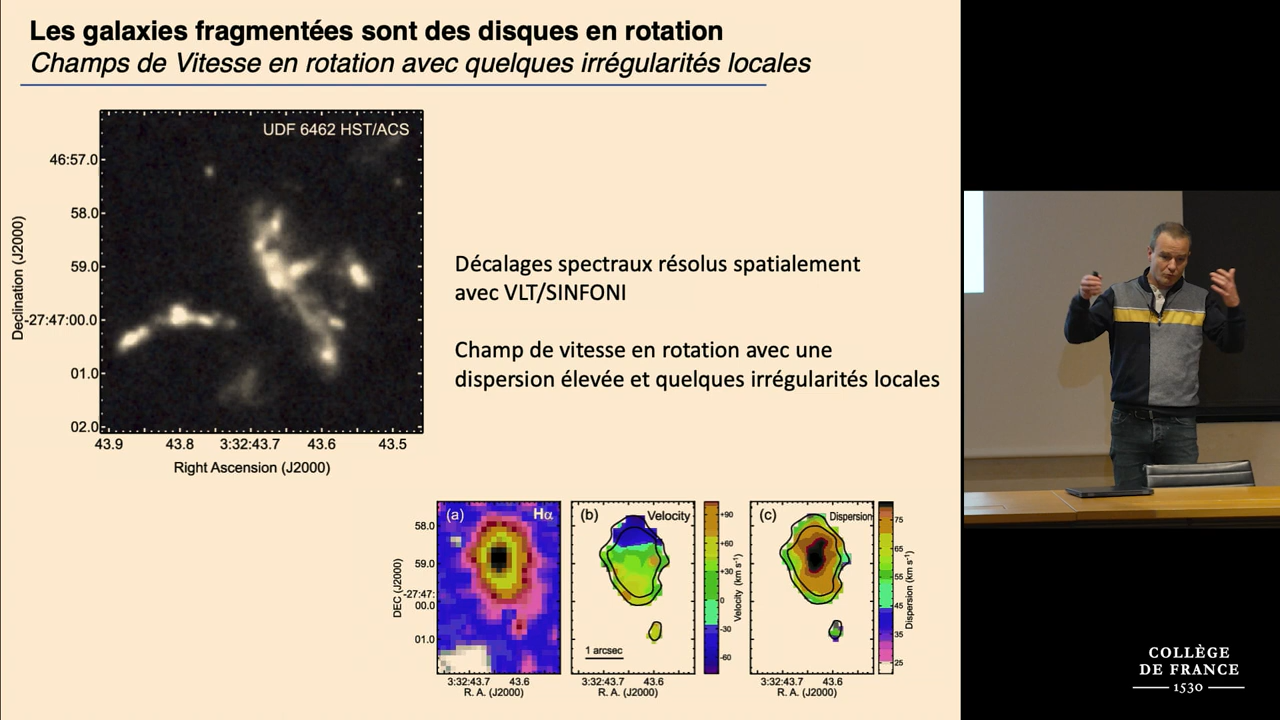 Les galaxies fragmentées sont des disques en rotation
Champs de Vitesse en rotation avec quelques irrégularités locales
UDF 6462 HST/ACS
46:57.0
58.0
59.0
-27:47:00.0
01.0
02.0
Declination (J2000)
43.9 43.8 3:32:43.7 43.6 43.5
Right Ascension (J2000)
Décalages spectraux résolus spatialement
avec VLT/SINFONI
Champ de vitesse en rotation avec une
dispersion élevée et quelques irrégularités locales
(a) Hα
58.0
59.0
-27:47:
00.0
01.0
DEC (J2000)
3:32:43.7 43.6
R. A. (J2000)
(b) Velocity
1 arcsec
3:32:43.7 43.6
R. A. (J2000)
+90
+60
+30
0
-30
-60
Velocity (km s⁻¹)
(c) Dispersion
3:32:43.7 43.6
R. A. (J2000)
75
65
55
45
35
25
Dispersion (km s⁻¹)
COLLÈGE
DE FRANCE
1530